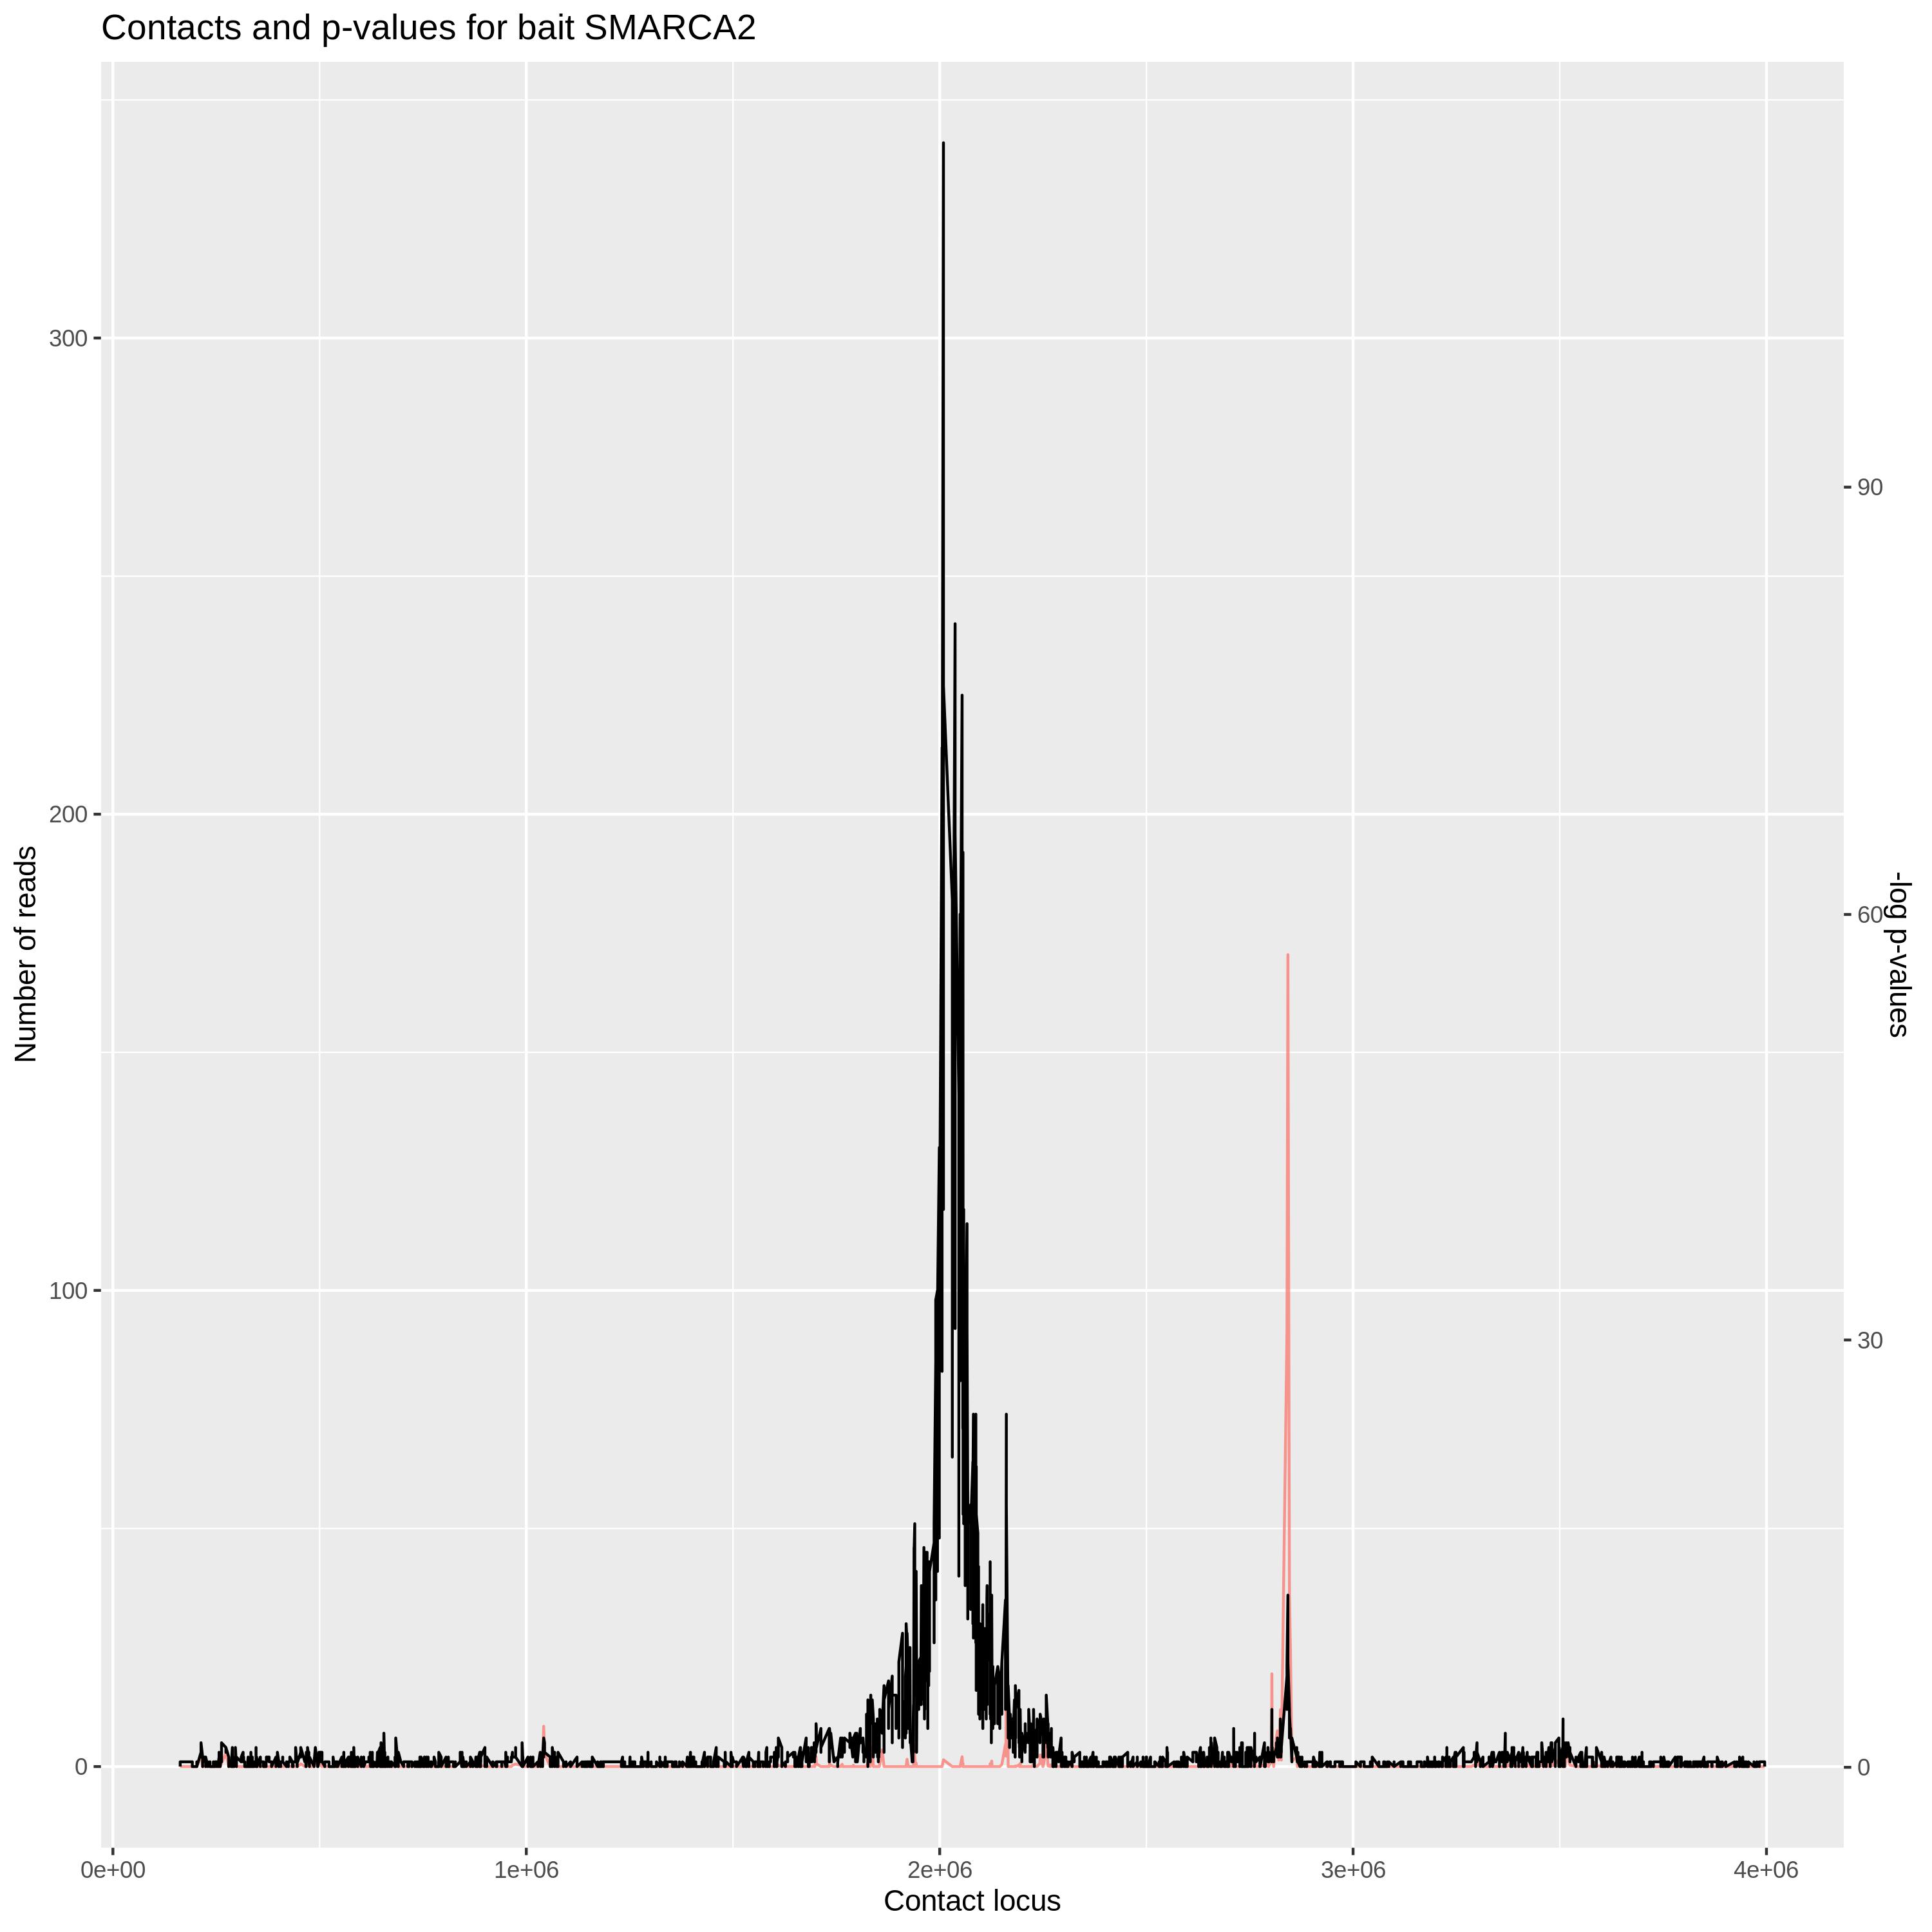 Contacts and p-values for bait SMARCA2
300
200
100
0
Number of reads
90
60
30
0
-log p-values
0e+00 1e+06 2e+06 3e+06 4e+06
Contact locus